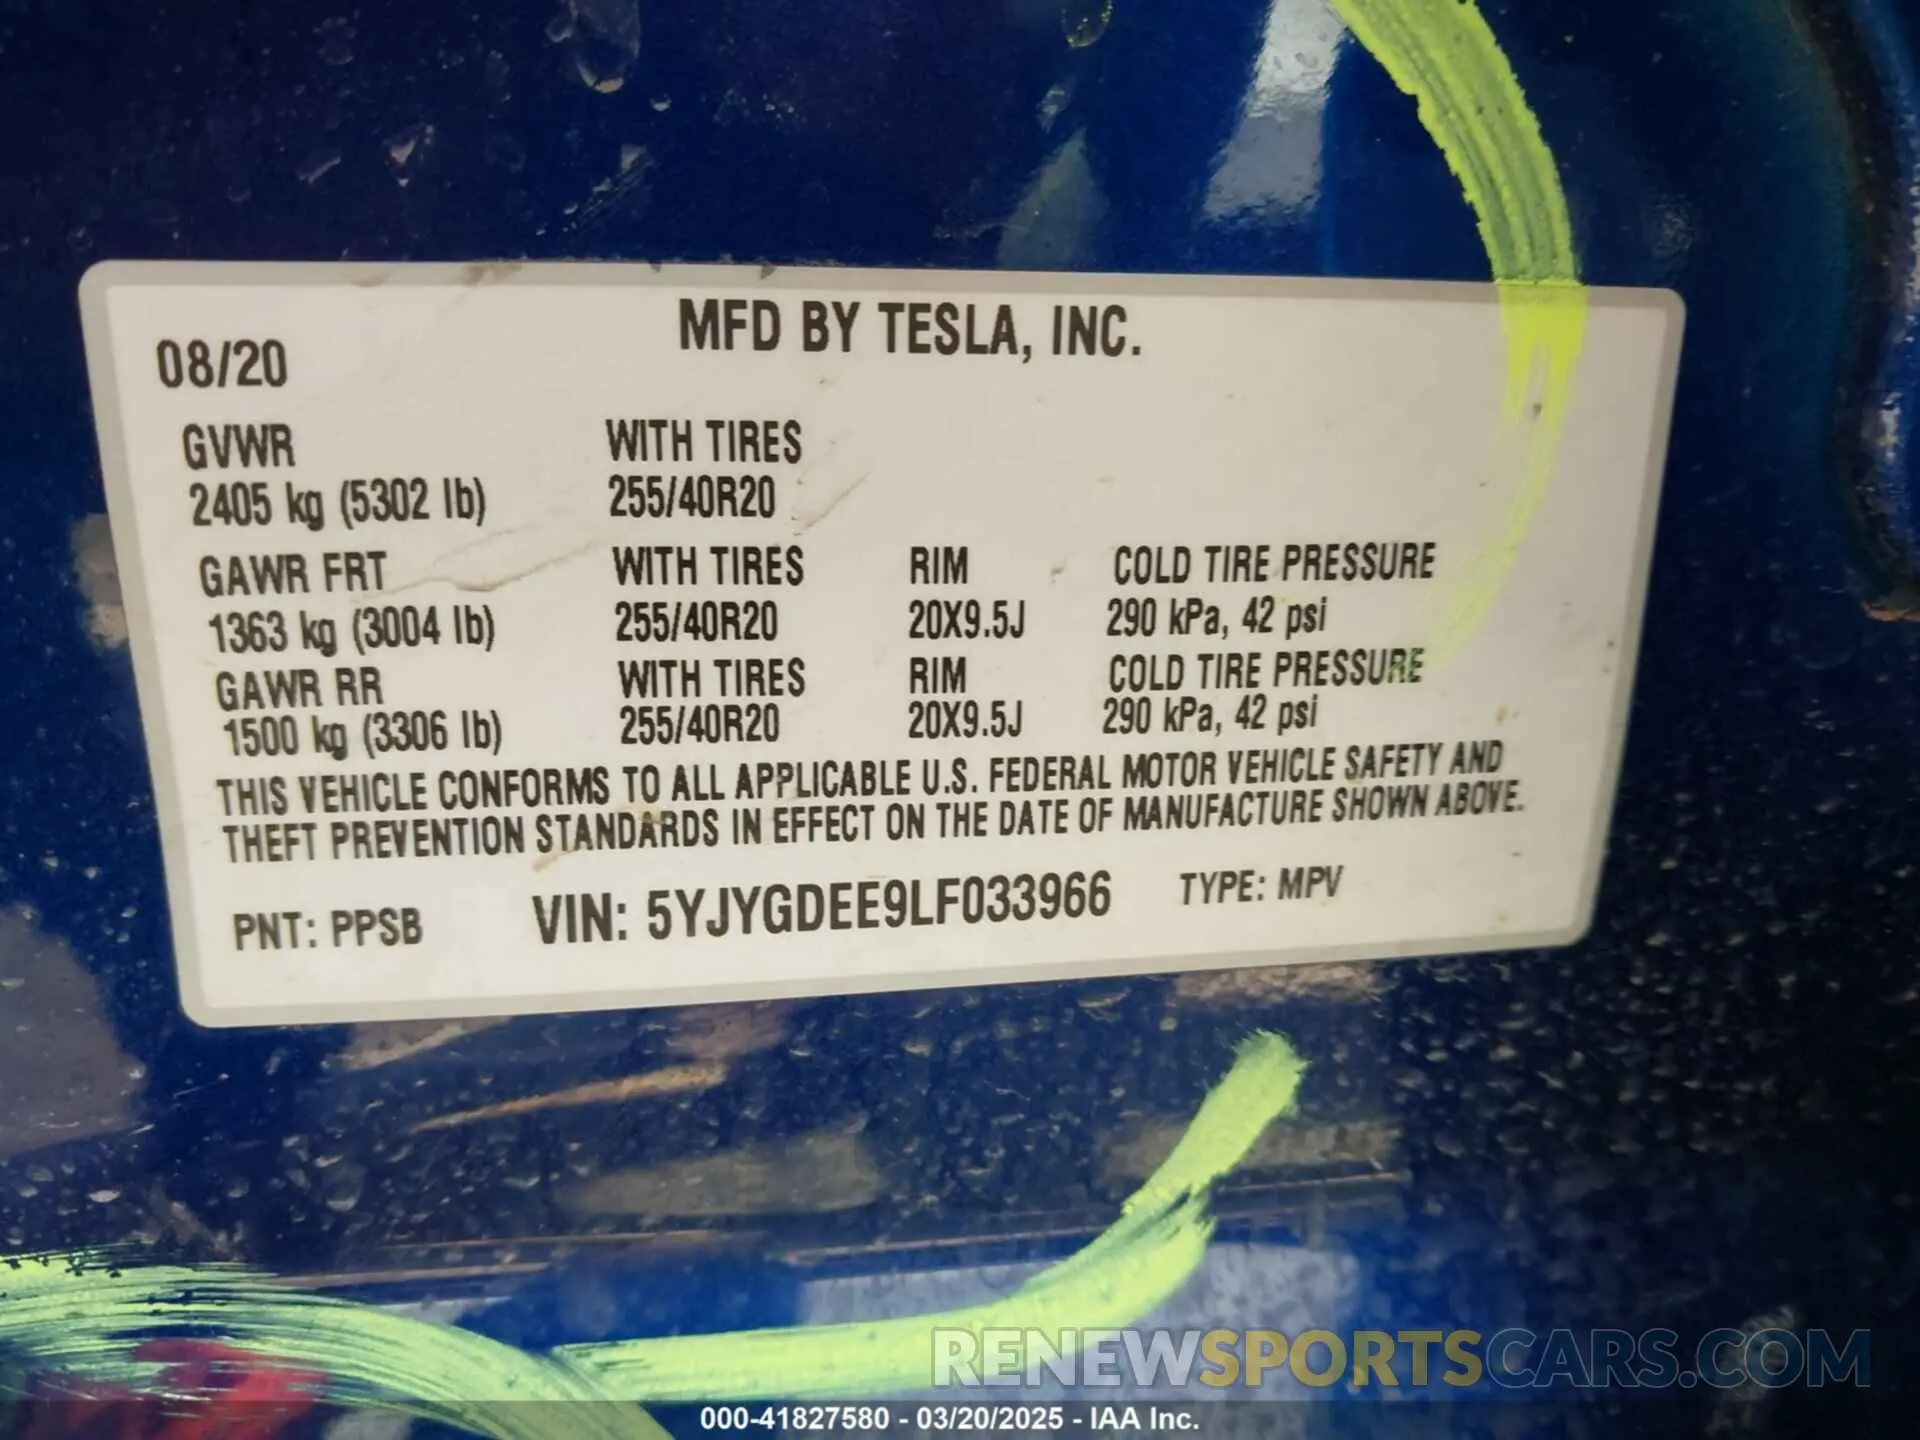 MFD BY TESLA, INC.
08/20
GVWR WITH TIRES
2405 kg (5302 lb) 255/40R20
GAWR FRT WITH TIRES RIM COLD TIRE PRESSURE
1363 kg (3004 lb) 255/40R20 20X9.5J 290 kPa, 42 psi
GAWR RR WITH TIRES RIM COLD TIRE PRESSURE
1500 kg (3306 lb) 255/40R20 20X9.5J 290 kPa, 42 psi
THIS VEHICLE CONFORMS TO ALL APPLICABLE U.S. FEDERAL MOTOR VEHICLE SAFETY AND
THEFT PREVENTION STANDARDS IN EFFECT ON THE DATE OF MANUFACTURE SHOWN ABOVE.
PNT: PPSB VIN: 5YJYGDEE9LF033966 TYPE: MPV
RENEWSPORTSCARS.COM
000-41827580 - 03/20/2025 - IAA Inc.